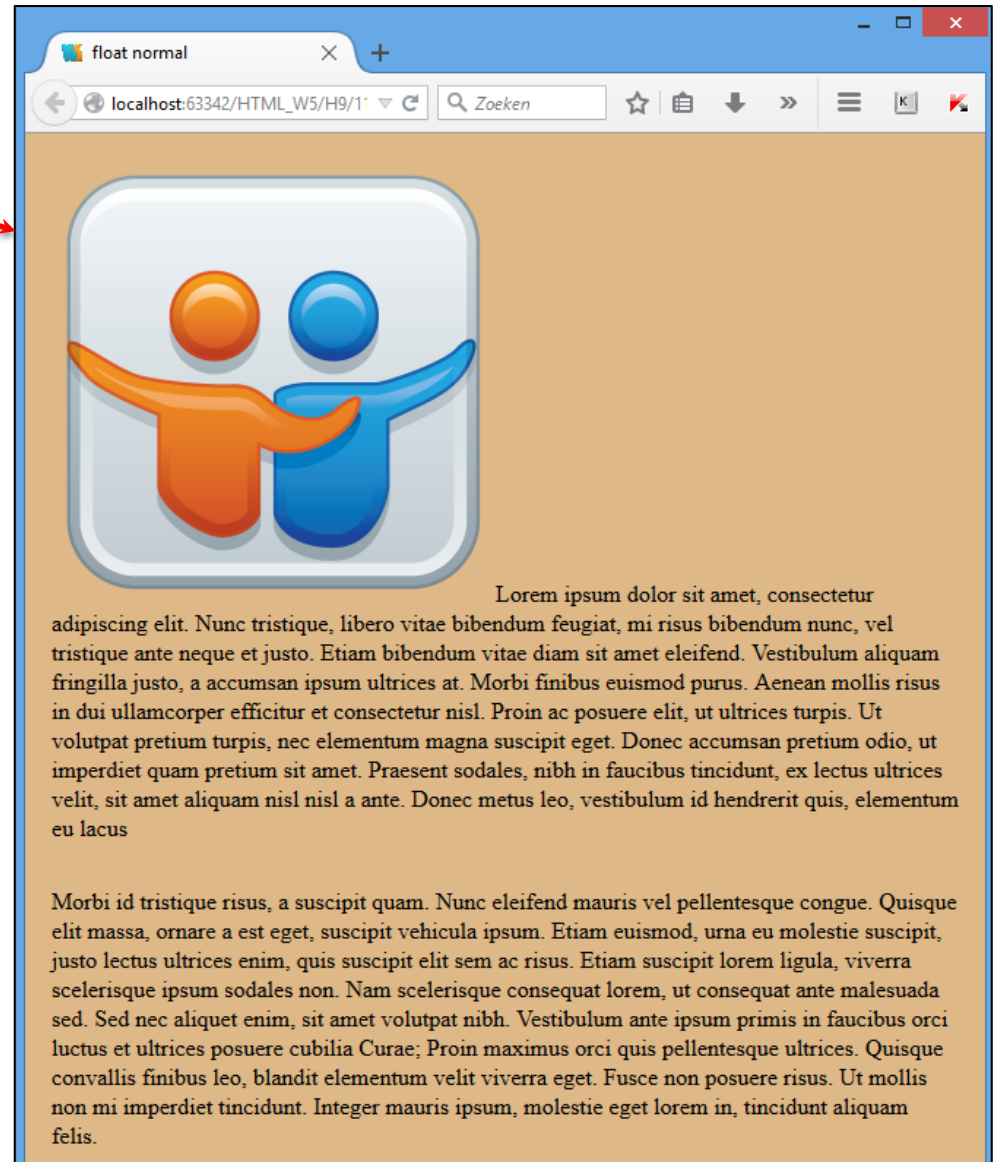 float normal
localhost:63342/HTML_W5/H9/1
Zoeken
K
Lorem ipsum dolor sit amet, consectetur
adipiscing elit. Nunc tristique, libero vitae bibendum feugiat, mi risus bibendum nunc, vel
tristique ante neque et justo. Etiam bibendum vitae diam sit amet eleifend. Vestibulum aliquam
fringilla justo, a accumsan ipsum ultrices at. Morbi finibus euismod purus. Aenean mollis risus
in dui ullamcorper efficitur et consectetur nisl. Proin ac posuere elit, ut ultrices turpis. Ut
volutpat pretium turpis, nec elementum magna suscipit eget. Donec accumsan pretium odio, ut
imperdiet quam pretium sit amet. Praesent sodales, nibh in faucibus tincidunt, ex lectus ultrices
velit, sit amet aliquam nisl nisl a ante. Donec metus leo, vestibulum id hendrerit quis, elementum
eu lacus
Morbi id tristique risus, a suscipit quam. Nunc eleifend mauris vel pellentesque congue. Quisque
elit massa, ornare a est eget, suscipit vehicula ipsum. Etiam euismod, urna eu molestie suscipit,
justo lectus ultrices enim, quis suscipit elit sem ac risus. Etiam suscipit lorem ligula, viverra
scelerisque ipsum sodales non. Nam scelerisque consequat lorem, ut consequat ante malesuada
sed. Sed nec aliquet enim, sit amet volutpat nibh. Vestibulum ante ipsum primis in faucibus orci
luctus et ultrices posuere cubilia Curae; Proin maximus orci quis pellentesque ultrices. Quisque
convallis finibus leo, blandit elementum velit viverra eget. Fusce non posuere risus. Ut mollis
non mi imperdiet tincidunt. Integer mauris ipsum, molestie eget lorem in, tincidunt aliquam
felis.